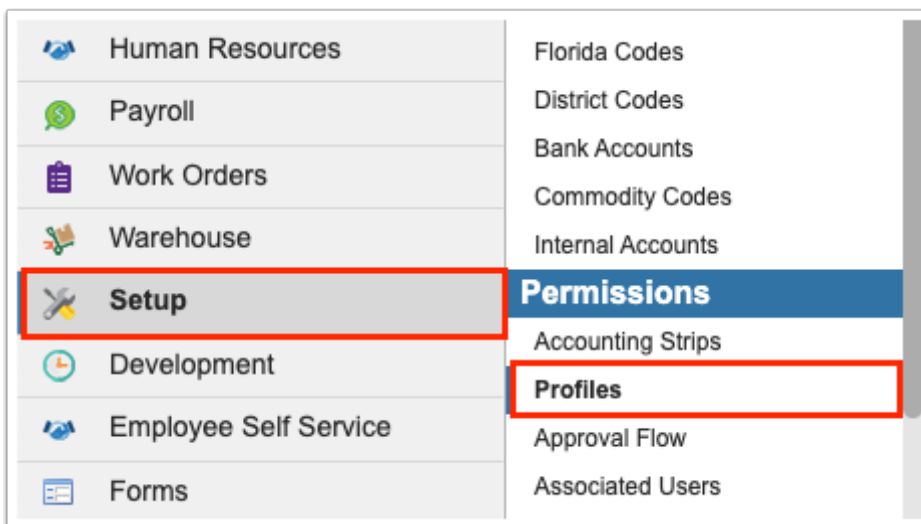 Human Resources
Payroll
Work Orders
Warehouse
Setup
Development
Employee Self Service
Forms
Florida Codes
District Codes
Bank Accounts
Commodity Codes
Internal Accounts
Permissions
Accounting Strips
Profiles
Approval Flow
Associated Users